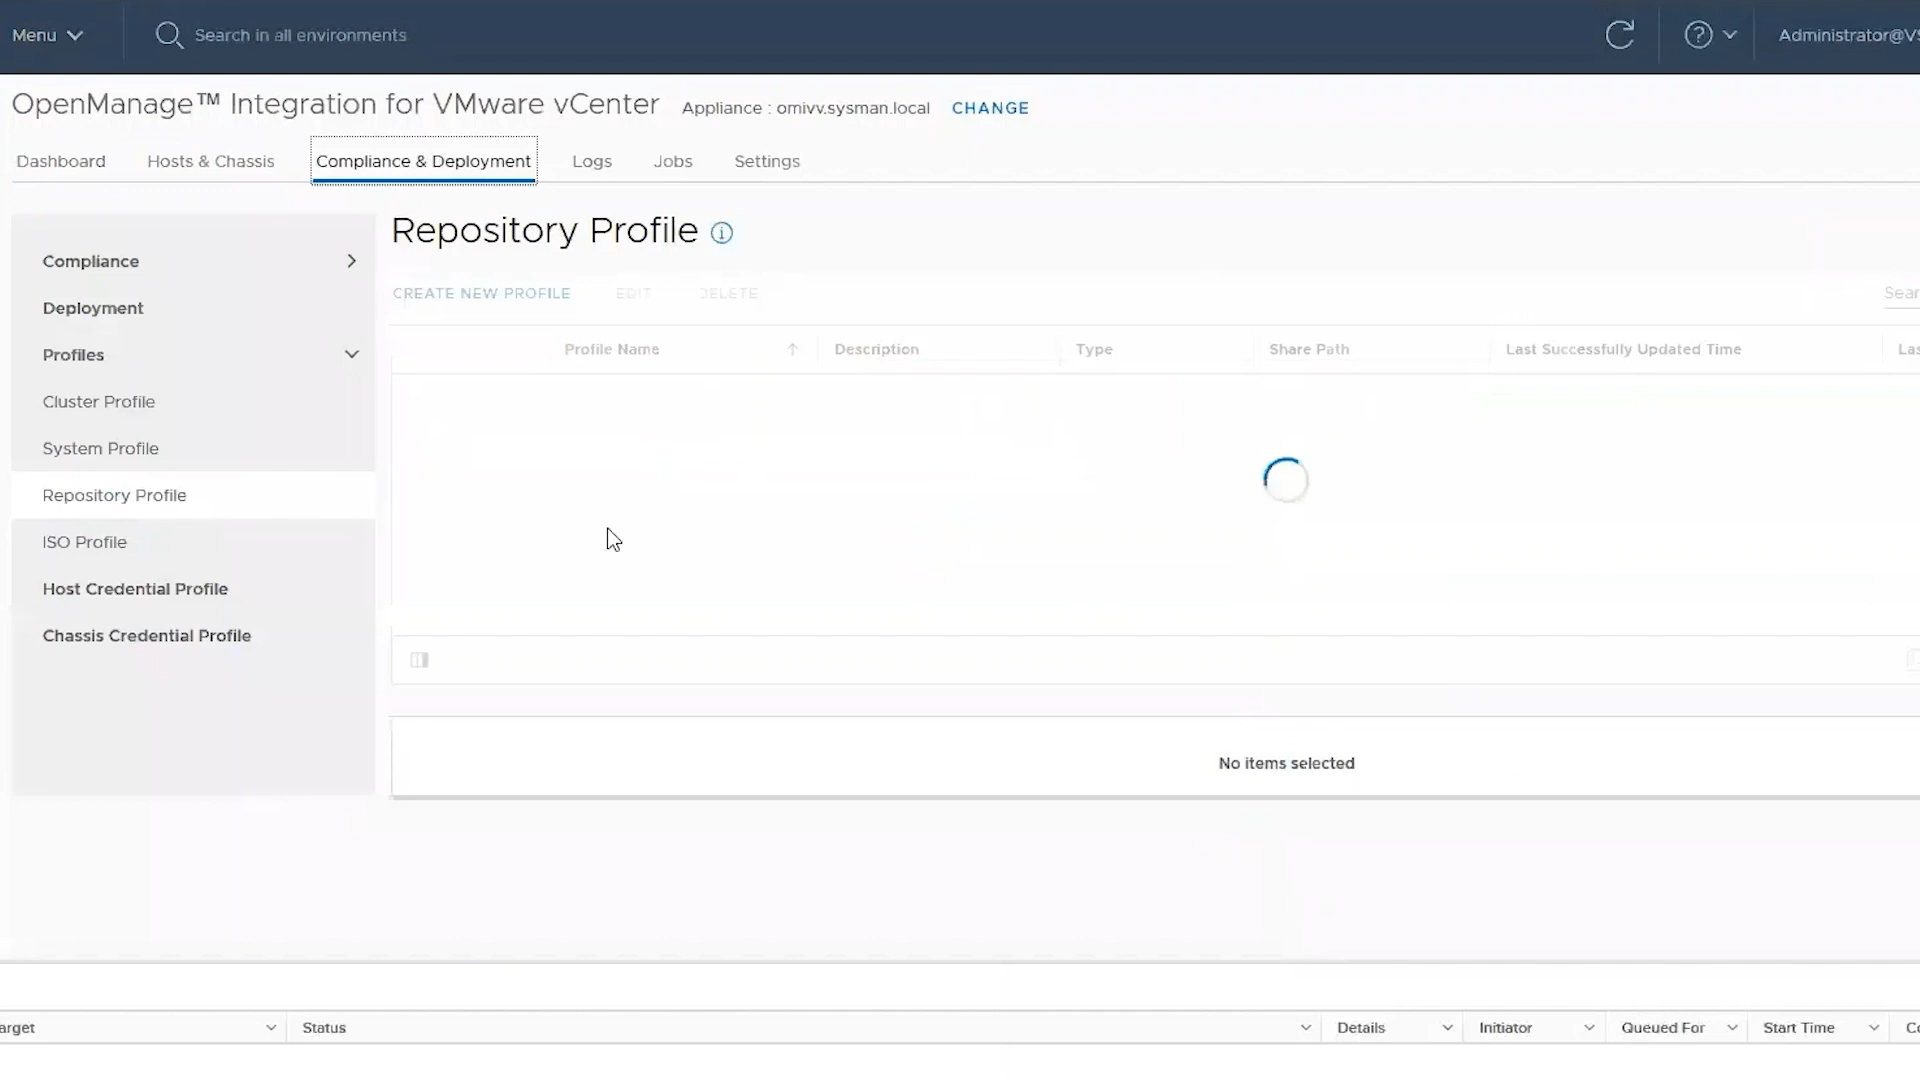 Menu
Search in all environments
Administrator@VS
OpenManage™ Integration for VMware vCenter
Appliance : omivv.sysman.local CHANGE
Dashboard Hosts & Chassis Compliance & Deployment Logs Jobs Settings
Compliance
Deployment
Profiles
Cluster Profile
System Profile
Repository Profile
ISO Profile
Host Credential Profile
Chassis Credential Profile
Repository Profile
CREATE NEW PROFILE EDIT DELETE
Sear
Profile Name Description Type Share Path Last Successfully Updated Time Las
No items selected
arget Status Details Initiator Queued For Start Time Co